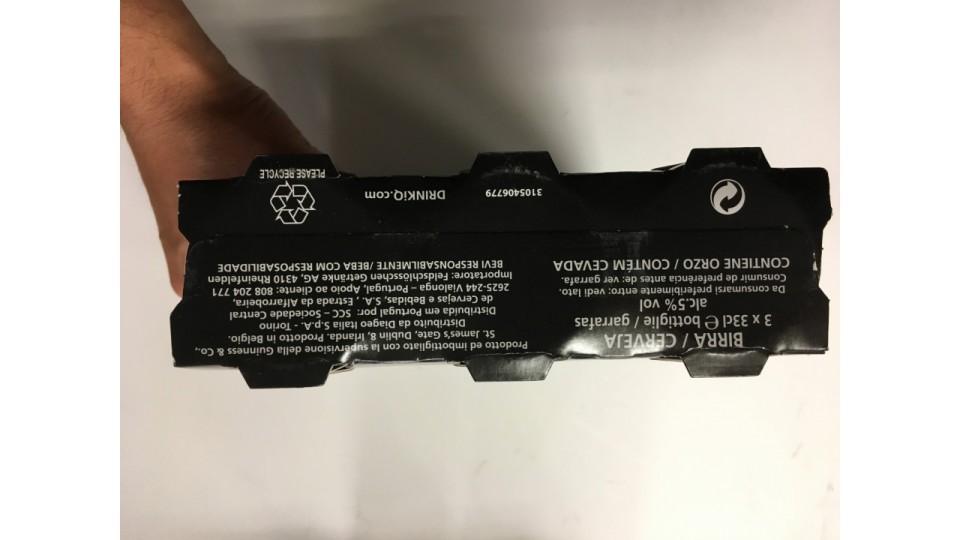 BIRRA / CERVEJA
3 x 33cl e bottiglie / garrafas
alc.5% vol
Da consumarsi preferibilmente entro: vedi lato.
Consumir de preferência antes de: ver garrafa.
CONTIENE ORZO / CONTÉM CEVADA
Prodotto ed imbottigliato con la supervisione della Guinness & Co.,
St. James's Gate, Dublin 8, Irlanda. Prodotto in Belgio.
Distribuito da Diageo Italia S.p.A. - Torino
Distribuida em Portugal por: SCC - Sociedade Central
de Cervejas e Bebidas, S.A., Estrada da Alfarrobeira,
2625-244 Vialonga - Portugal, Apoio ao cliente: 808 204 771
Importatore: Feldschlösschen Getränke AG, 4310 Rheinfelden
BEVI RESPONSABILMENTE / BEBA COM RESPONSABILIDADE
3105406779
DRINKiQ.com
PLEASE RECYCLE